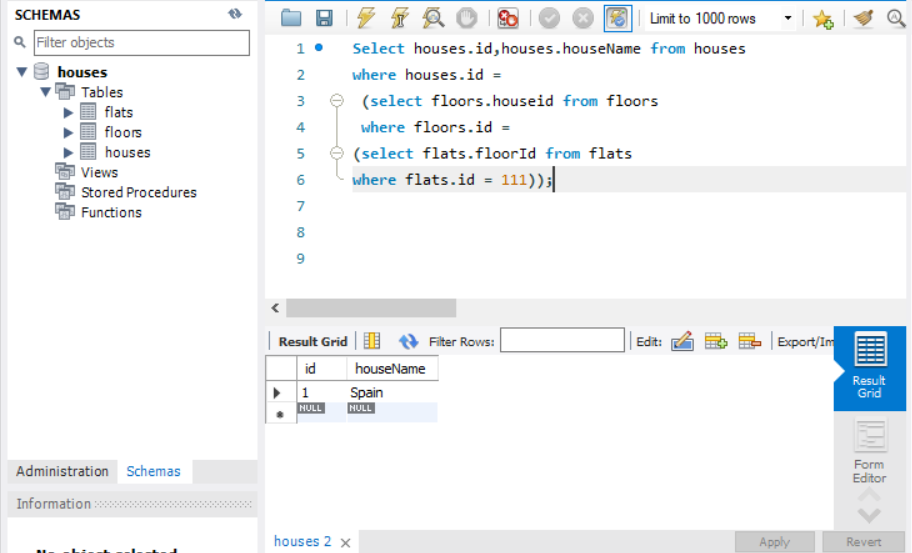 SCHEMAS
Filter objects
houses
Tables
flats
floors
houses
Views
Stored Procedures
Functions
Administration Schemas
Information
No object selected
Limit to 1000 rows
1 Select houses.id,houses.houseName from houses
2 where houses.id =
3 (select floors.houseid from floors
4 where floors.id =
5 (select flats.floorId from flats
6 where flats.id = 111));
7
8
9
Result Grid Filter Rows: Edit: Export/Im
id houseName
1 Spain
NULL NULL
Result
Grid
Form
Editor
houses 2
Apply Revert